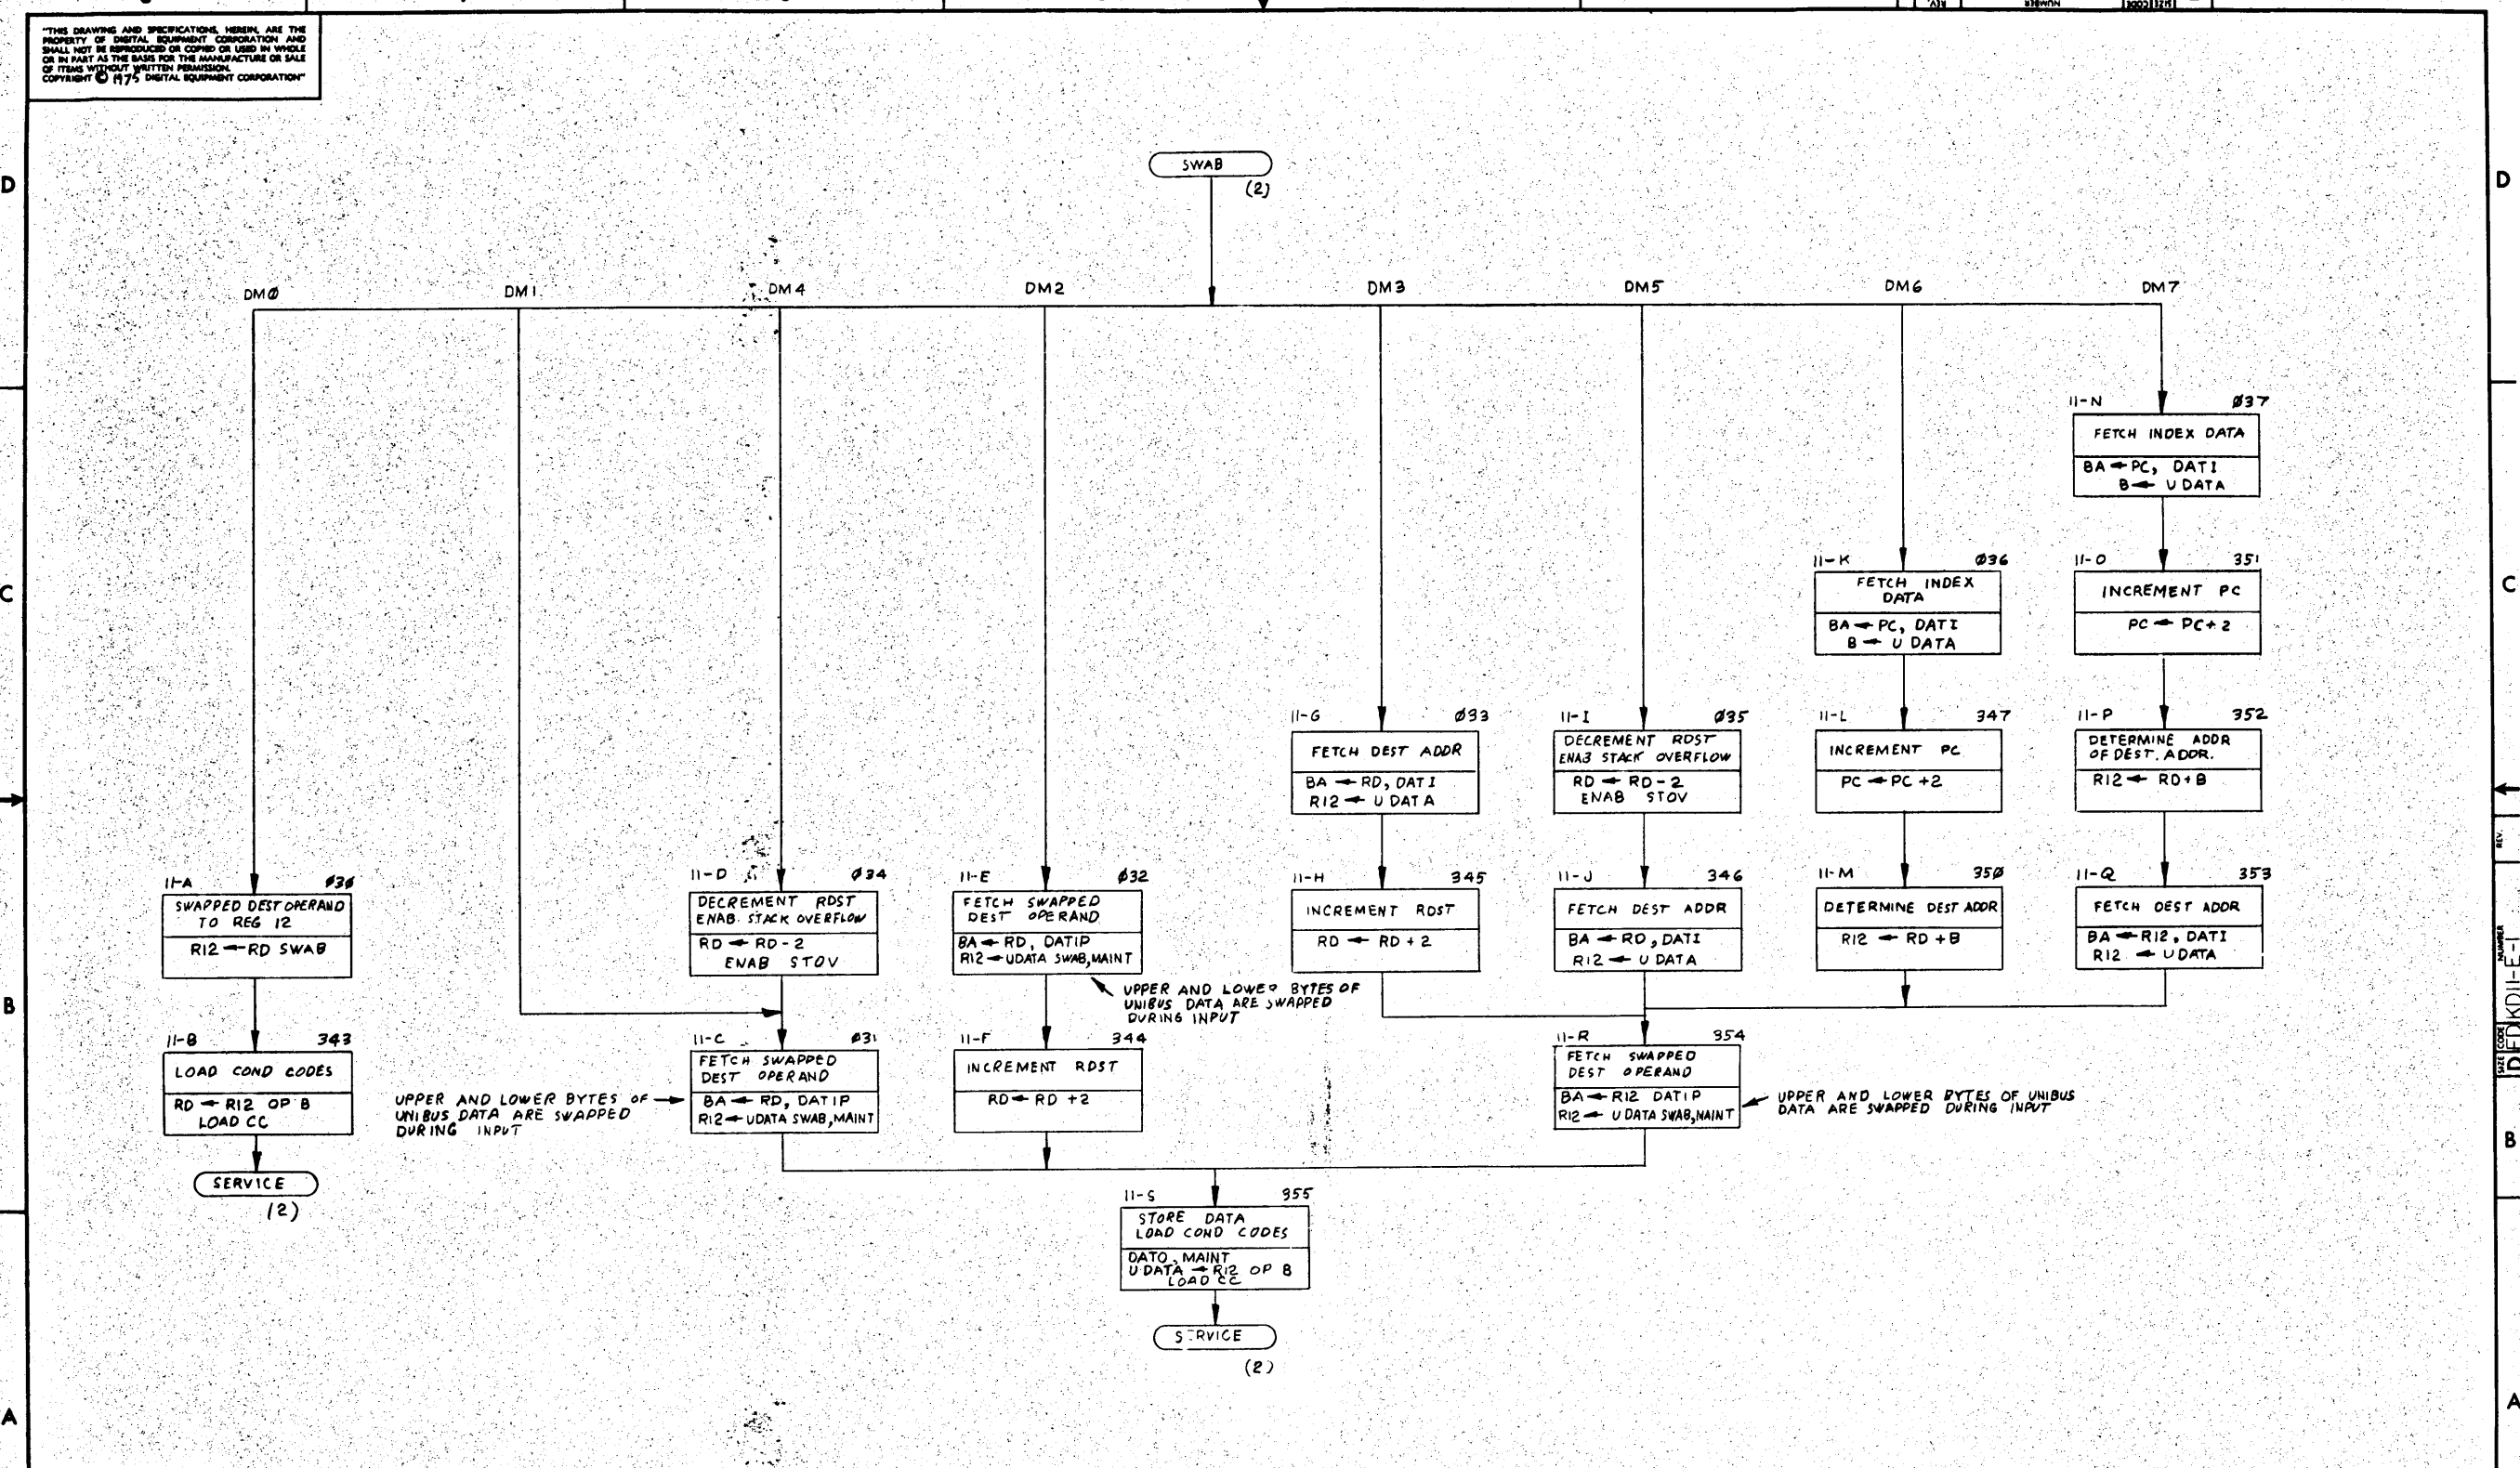 "THIS DRAWING AND SPECIFICATIONS, HEREIN, ARE THE
PROPERTY OF DIGITAL EQUIPMENT CORPORATION AND
SHALL NOT BE REPRODUCED OR COPIED OR USED IN WHOLE
OR IN PART AS THE BASIS FOR THE MANUFACTURE OR SALE
OF ITEMS WITHOUT WRITTEN PERMISSION.
COPYRIGHT © 1975 DIGITAL EQUIPMENT CORPORATION"
REV.
NUMBER
SIZE CODE
D
D
SWAB
(2)
DMØ
DM1
DM4
DM2
DM3
DM5
DM6
DM7
11-N Ø37
FETCH INDEX DATA
BA ← PC, DATI
B ← U DATA
C
C
11-K Ø36
FETCH INDEX
DATA
BA ← PC, DATI
B ← U DATA
11-O 351
INCREMENT PC
PC ← PC+2
11-G Ø33
FETCH DEST ADDR
BA ← RD, DATI
R12 ← U DATA
11-I Ø35
DECREMENT RDST
ENAB STACK OVERFLOW
RD ← RD-2
ENAB STOV
11-L 347
INCREMENT PC
PC ← PC+2
11-P 352
DETERMINE ADDR
OF DEST. ADDR.
R12 ← RD+B
11-A Ø30
SWAPPED DEST OPERAND
TO REG 12
R12 ← RD SWAB
11-D Ø34
DECREMENT RDST
ENAB. STACK OVERFLOW
RD ← RD-2
ENAB STOV
11-E Ø32
FETCH SWAPPED
DEST OPERAND
BA ← RD, DATIP
R12 ← UDATA SWAB,MAINT
UPPER AND LOWER BYTES OF
UNIBUS DATA ARE SWAPPED
DURING INPUT
11-H 345
INCREMENT RDST
RD ← RD+2
11-J 346
FETCH DEST ADDR
BA ← RD, DATI
R12 ← U DATA
11-M 35Ø
DETERMINE DEST ADDR
R12 ← RD+B
11-Q 353
FETCH DEST ADDR
BA ← R12, DATI
R12 ← U DATA
B
B
11-B 343
LOAD COND CODES
RD ← R12 OP B
LOAD CC
SERVICE
(2)
UPPER AND LOWER BYTES OF
UNIBUS DATA ARE SWAPPED
DURING INPUT
11-C Ø31
FETCH SWAPPED
DEST OPERAND
BA ← RD, DATIP
R12 ← UDATA SWAB,MAINT
11-F 344
INCREMENT RDST
RD ← RD+2
11-R 354
FETCH SWAPPED
DEST OPERAND
BA ← R12 DATIP
R12 ← U DATA SWAB,MAINT
UPPER AND LOWER BYTES OF UNIBUS
DATA ARE SWAPPED DURING INPUT
11-S 355
STORE DATA
LOAD COND CODES
DATO, MAINT
U DATA ← R12 OP B
LOAD CC
SERVICE
(2)
REV.
NUMBER
KD11-E-1
SIZE CODE
D FD
A
A